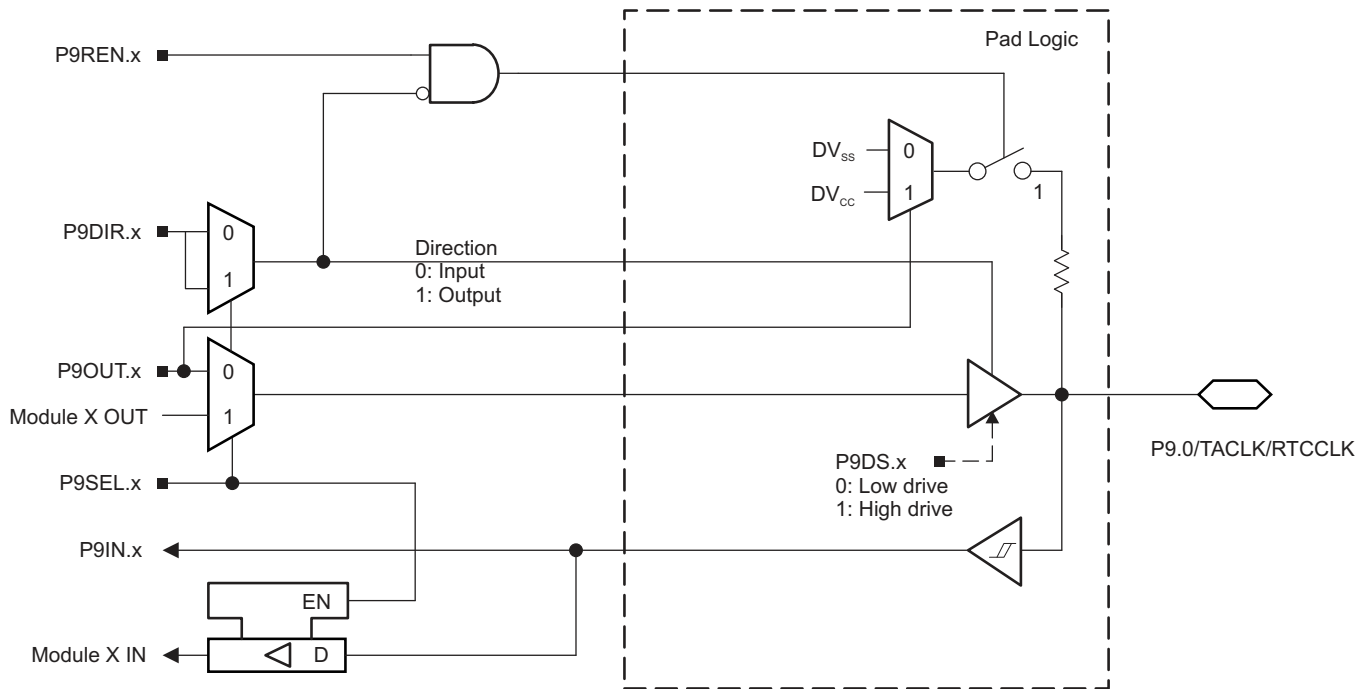 Pad Logic
P9REN.x
DVSS
0
DVCC
1
1
P9DIR.x
0
1
Direction
0: Input
1: Output
P9OUT.x
0
Module X OUT
1
P9.0/TACLK/RTCCLK
P9DS.x
0: Low drive
1: High drive
P9SEL.x
P9IN.x
EN
Module X IN
D